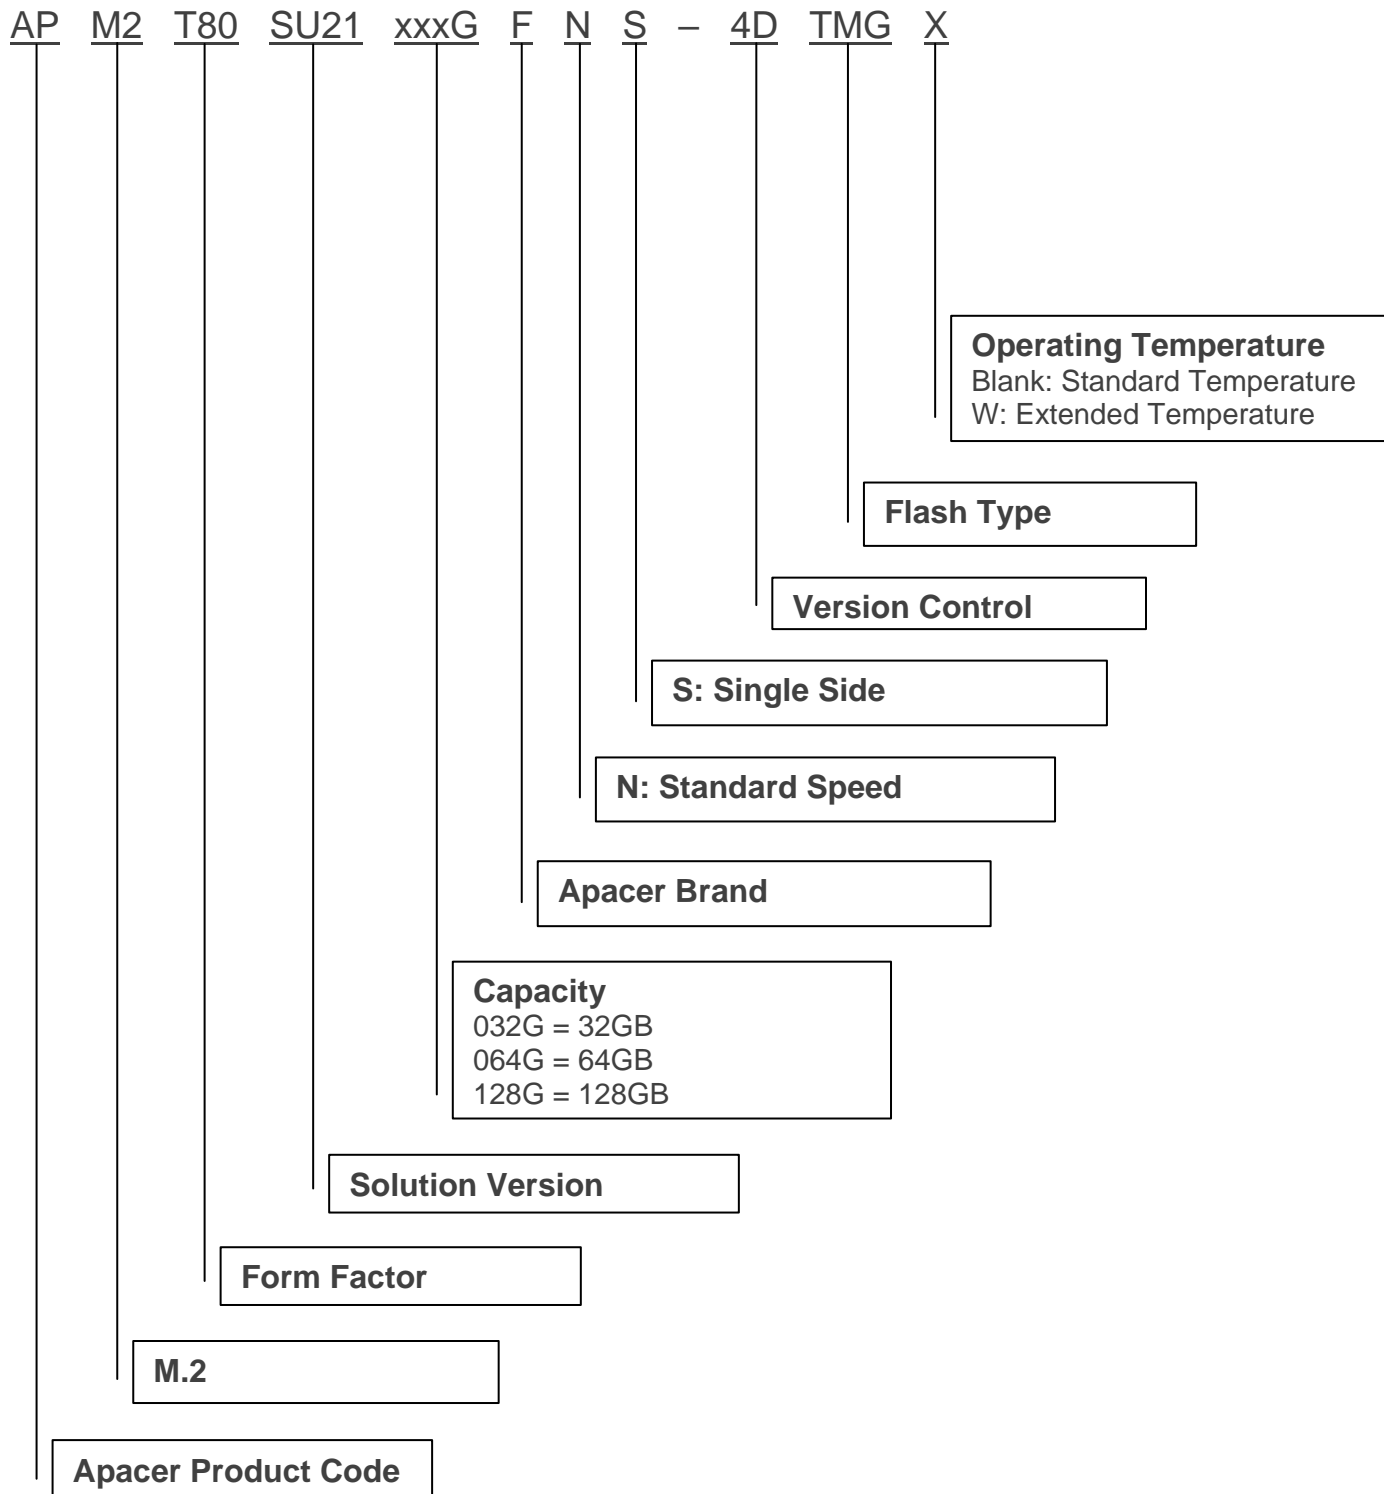 AP M2 T80 SU21 xxxG F N S – 4D TMG X
Operating Temperature
Blank: Standard Temperature
W: Extended Temperature
Flash Type
Version Control
S: Single Side
N: Standard Speed
Apacer Brand
Capacity
032G = 32GB
064G = 64GB
128G = 128GB
Solution Version
Form Factor
M.2
Apacer Product Code